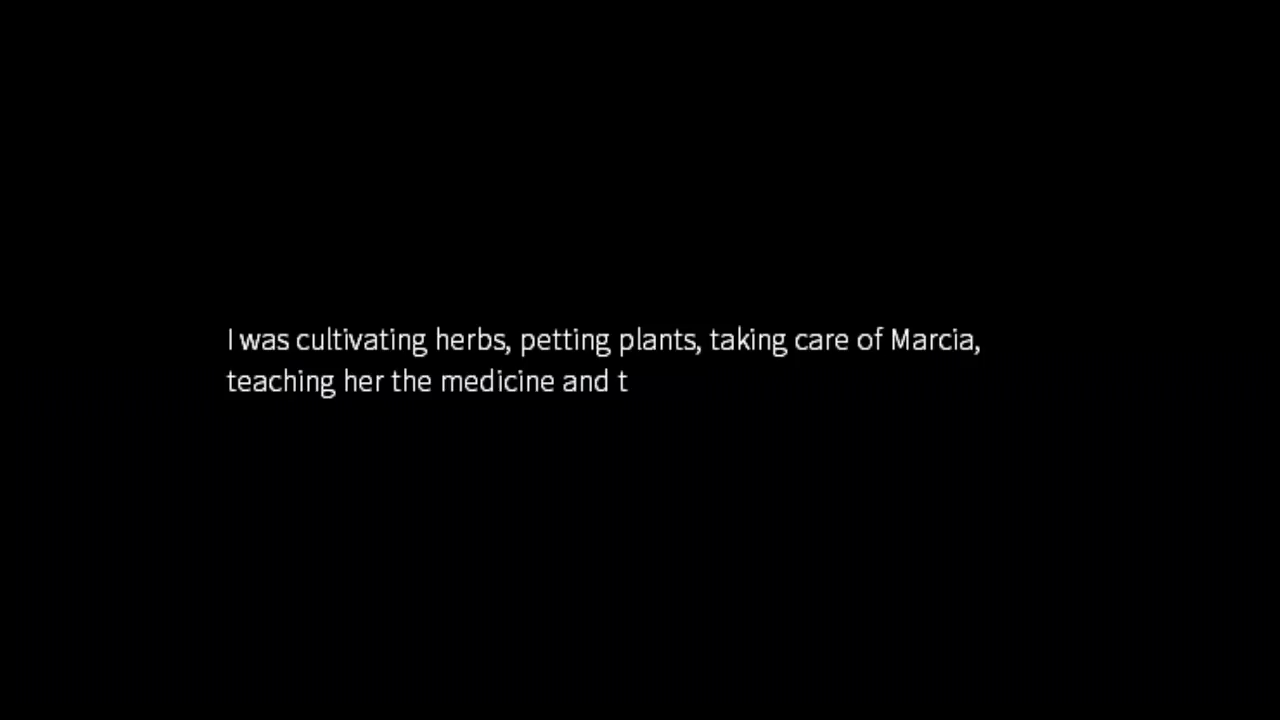 I was cultivating herbs, petting plants, taking care of Marcia,
teaching her the medicine and t